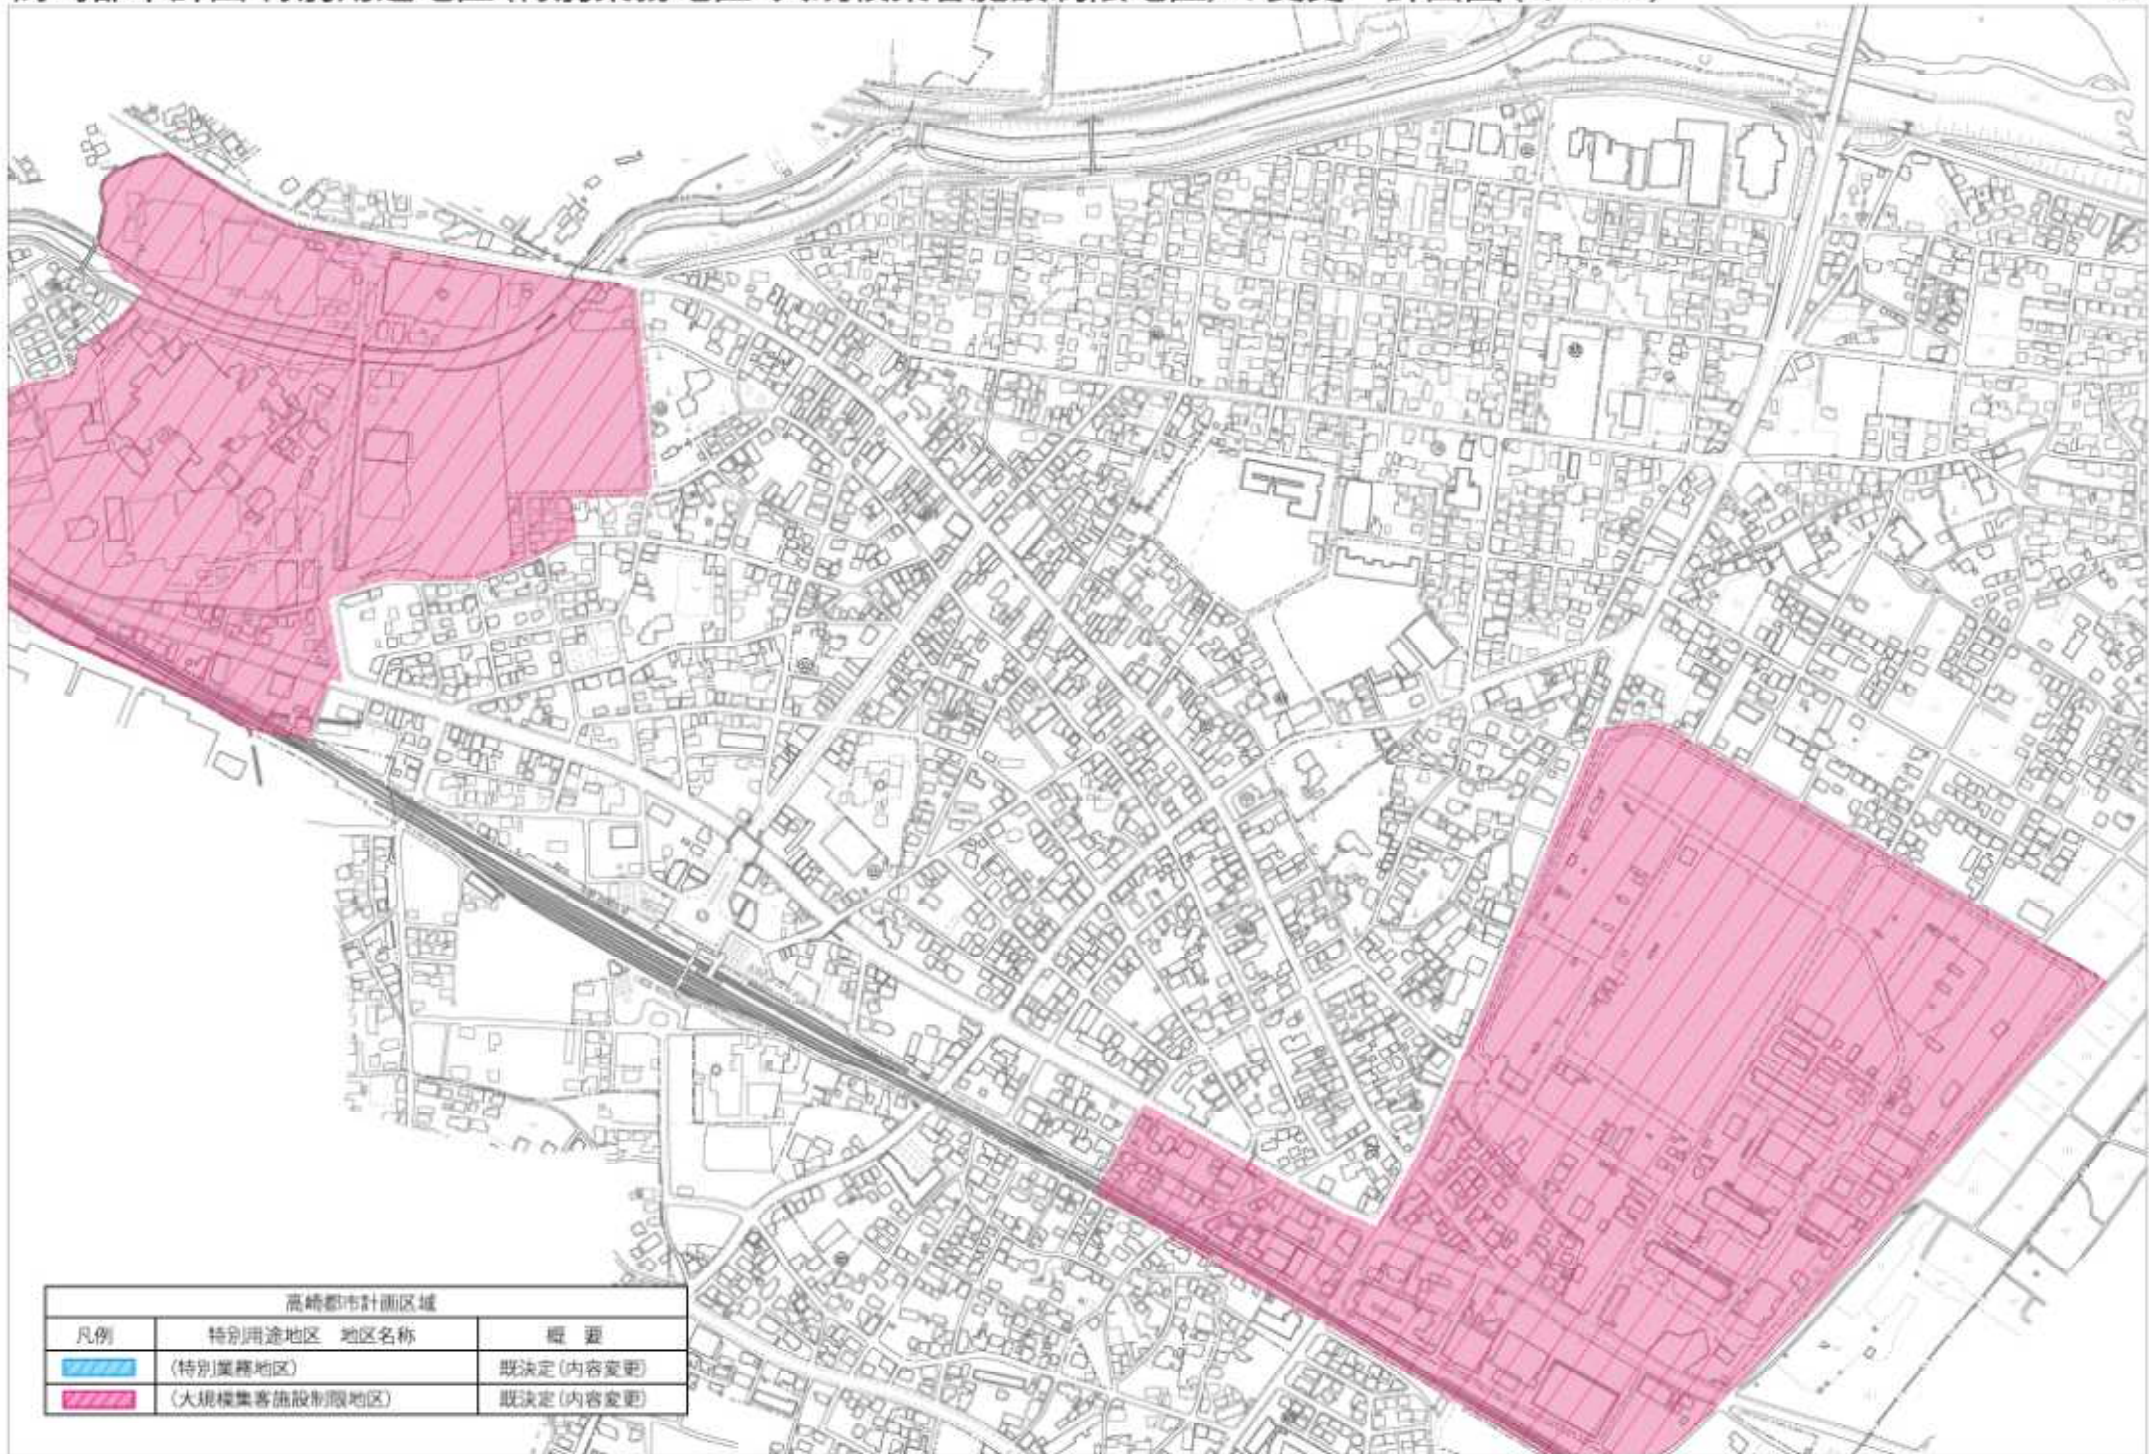 高崎都市計画区域
凡例 特別用途地区 地区名称 概 要
(特別業務地区) 既決定(内容変更)
(大規模集客施設制限地区) 既決定(内容変更)